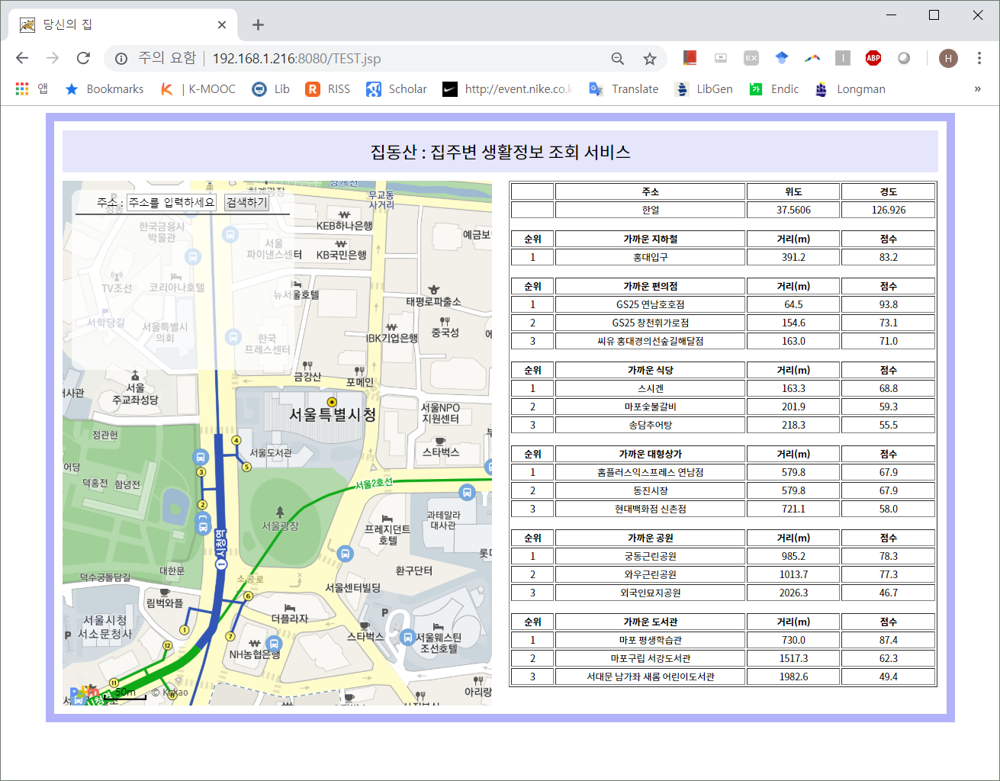 당신의 집
주의 요함 192.168.1.216:8080/TEST.jsp
EX ABP H
앱 Bookmarks | K-MOOC Lib RISS Scholar http://event.nike.co.k Translate LibGen Endic Longman »
집동산 : 집주변 생활정보 조회 서비스
청계광장
무교동
사거리
주소 : 주소를 입력하세요 검색하기
한국금융사
박물관
서울
파이낸스센터
KEB하나은행
KB국민은행
예금보
TV조선
코리아나호텔
뉴서울호텔
태평로파출소
서학당길
서울특별시
의회
한국
프레스센터
IBK기업은행
중국성
금강산
포메인
서울
주교좌성당
서울특별시청
서울NPO
지원센터
정관헌
서울도서관
스타벅스
4
5
3
2
어당
덕홍전
함녕전
서울2호선
서울광장
프레지던트
호텔
과테말라
대사관
롯데
1 시청역
대한문
덕수궁돌담길
소공로
환구단터
서울센터빌딩
림벅와플
6
더플라자
P
서울시청
서소문청사
P
1
7
스타벅스
서울웨스틴
조선호텔
12
NH농협은행
11
8
50m
© Kakao
아리랑
주소 위도 경도
한얼 37.5606 126.926
순위 가까운 지하철 거리(m) 점수
1 홍대입구 391.2 83.2
순위 가까운 편의점 거리(m) 점수
1 GS25 연남호호점 64.5 93.8
2 GS25 창천휘가로점 154.6 73.1
3 씨유 홍대경의선숲길해달점 163.0 71.0
순위 가까운 식당 거리(m) 점수
1 스시겐 163.3 68.8
2 마포숯불갈비 201.9 59.3
3 송담추어탕 218.3 55.5
순위 가까운 대형상가 거리(m) 점수
1 홈플러스익스프레스 연남점 579.8 67.9
2 동진시장 579.8 67.9
3 현대백화점 신촌점 721.1 58.0
순위 가까운 공원 거리(m) 점수
1 궁동근린공원 985.2 78.3
2 와우근린공원 1013.7 77.3
3 외국인묘지공원 2026.3 46.7
순위 가까운 도서관 거리(m) 점수
1 마포 평생학습관 730.0 87.4
2 마포구립 서강도서관 1517.3 62.3
3 서대문 남가좌 새롬 어린이도서관 1982.6 49.4